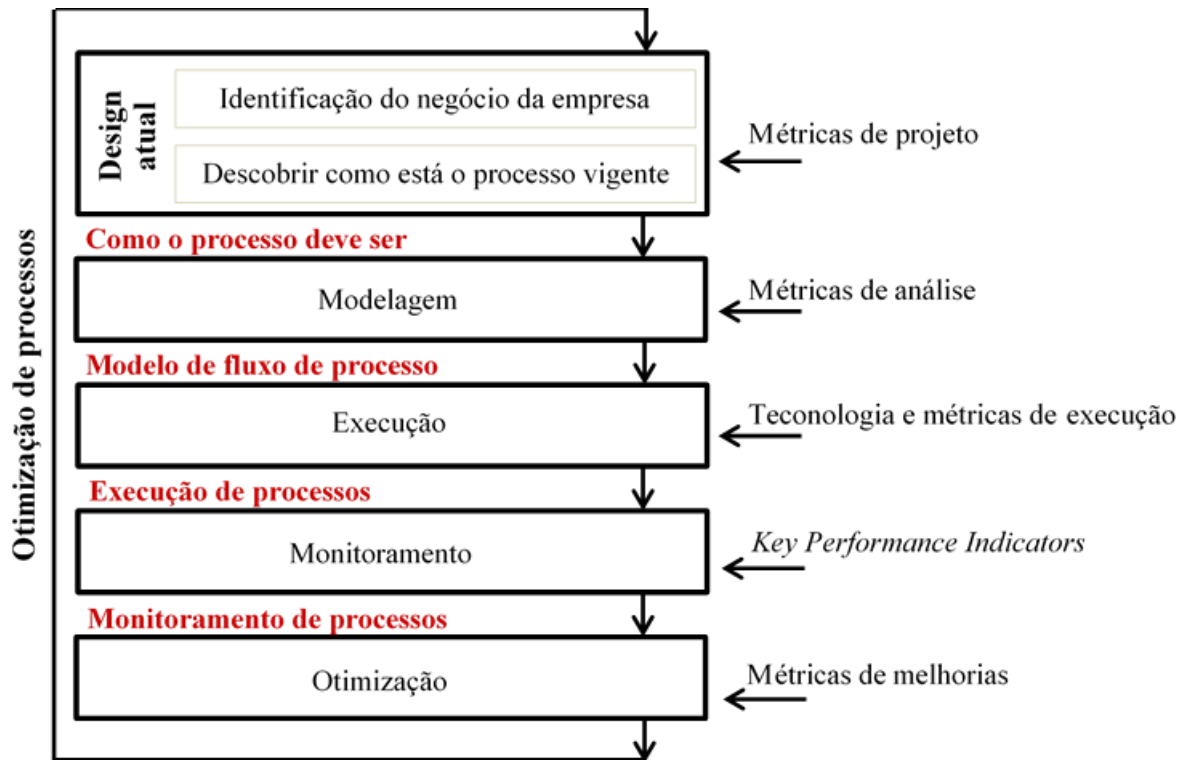 Otimização de processos
Design
atual
Identificação do negócio da empresa
Descobrir como está o processo vigente
Métricas de projeto
Como o processo deve ser
Modelagem
Métricas de análise
Modelo de fluxo de processo
Execução
Teconologia e métricas de execução
Execução de processos
Monitoramento
Key Performance Indicators
Monitoramento de processos
Otimização
Métricas de melhorias